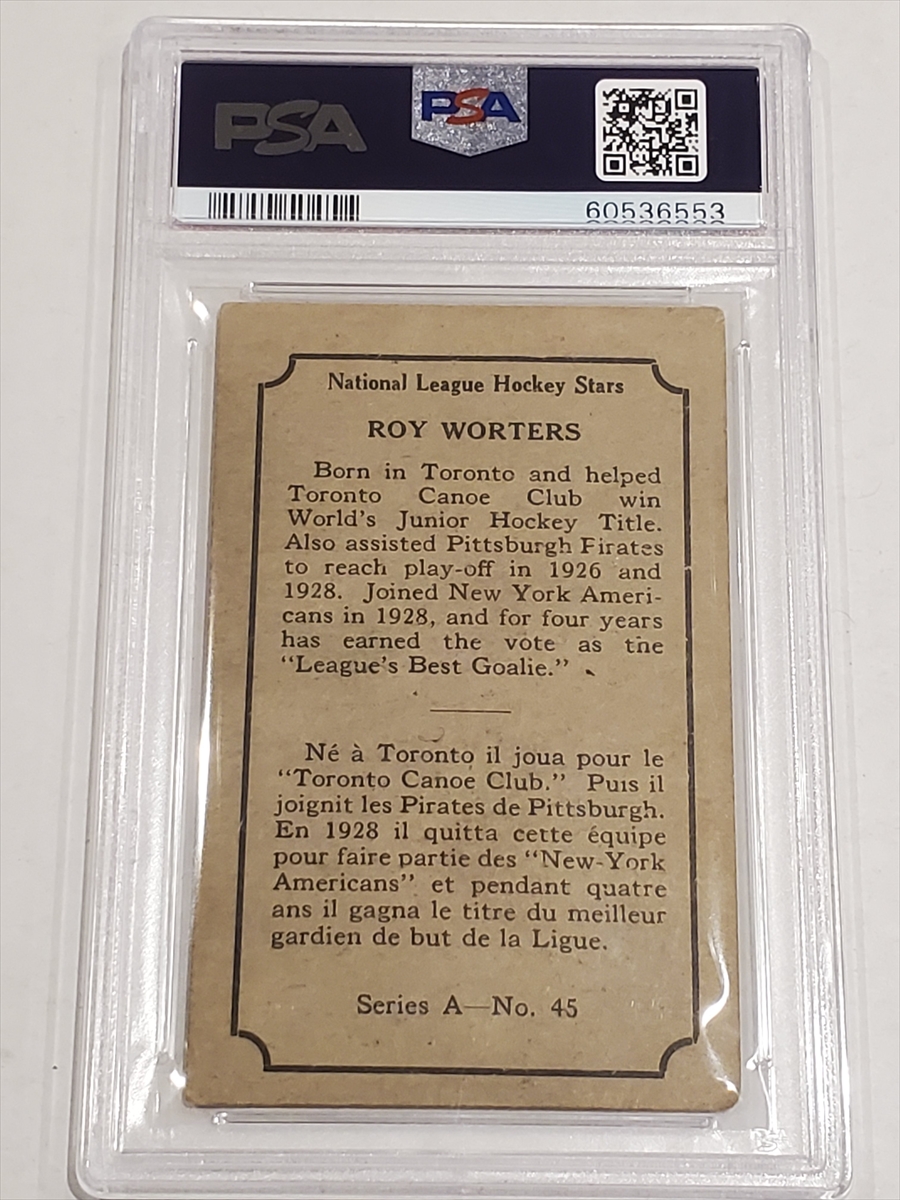 PSA
PSA
60536553
National League Hockey Stars
ROY WORTERS
Born in Toronto and helped
Toronto Canoe Club win
World's Junior Hockey Title.
Also assisted Pittsburgh Firates
to reach play-off in 1926 and
1928. Joined New York Ameri-
cans in 1928, and for four years
has earned the vote as tne
"League's Best Goalie."
Né à Toronto il joua pour le
"Toronto Canoe Club." Puis il
joignit les Pirates de Pittsburgh.
En 1928 il quitta cette équipe
pour faire partie des "New-York
Americans" et pendant quatre
ans il gagna le titre du meilleur
gardien de but de la Ligue.
Series A—No. 45